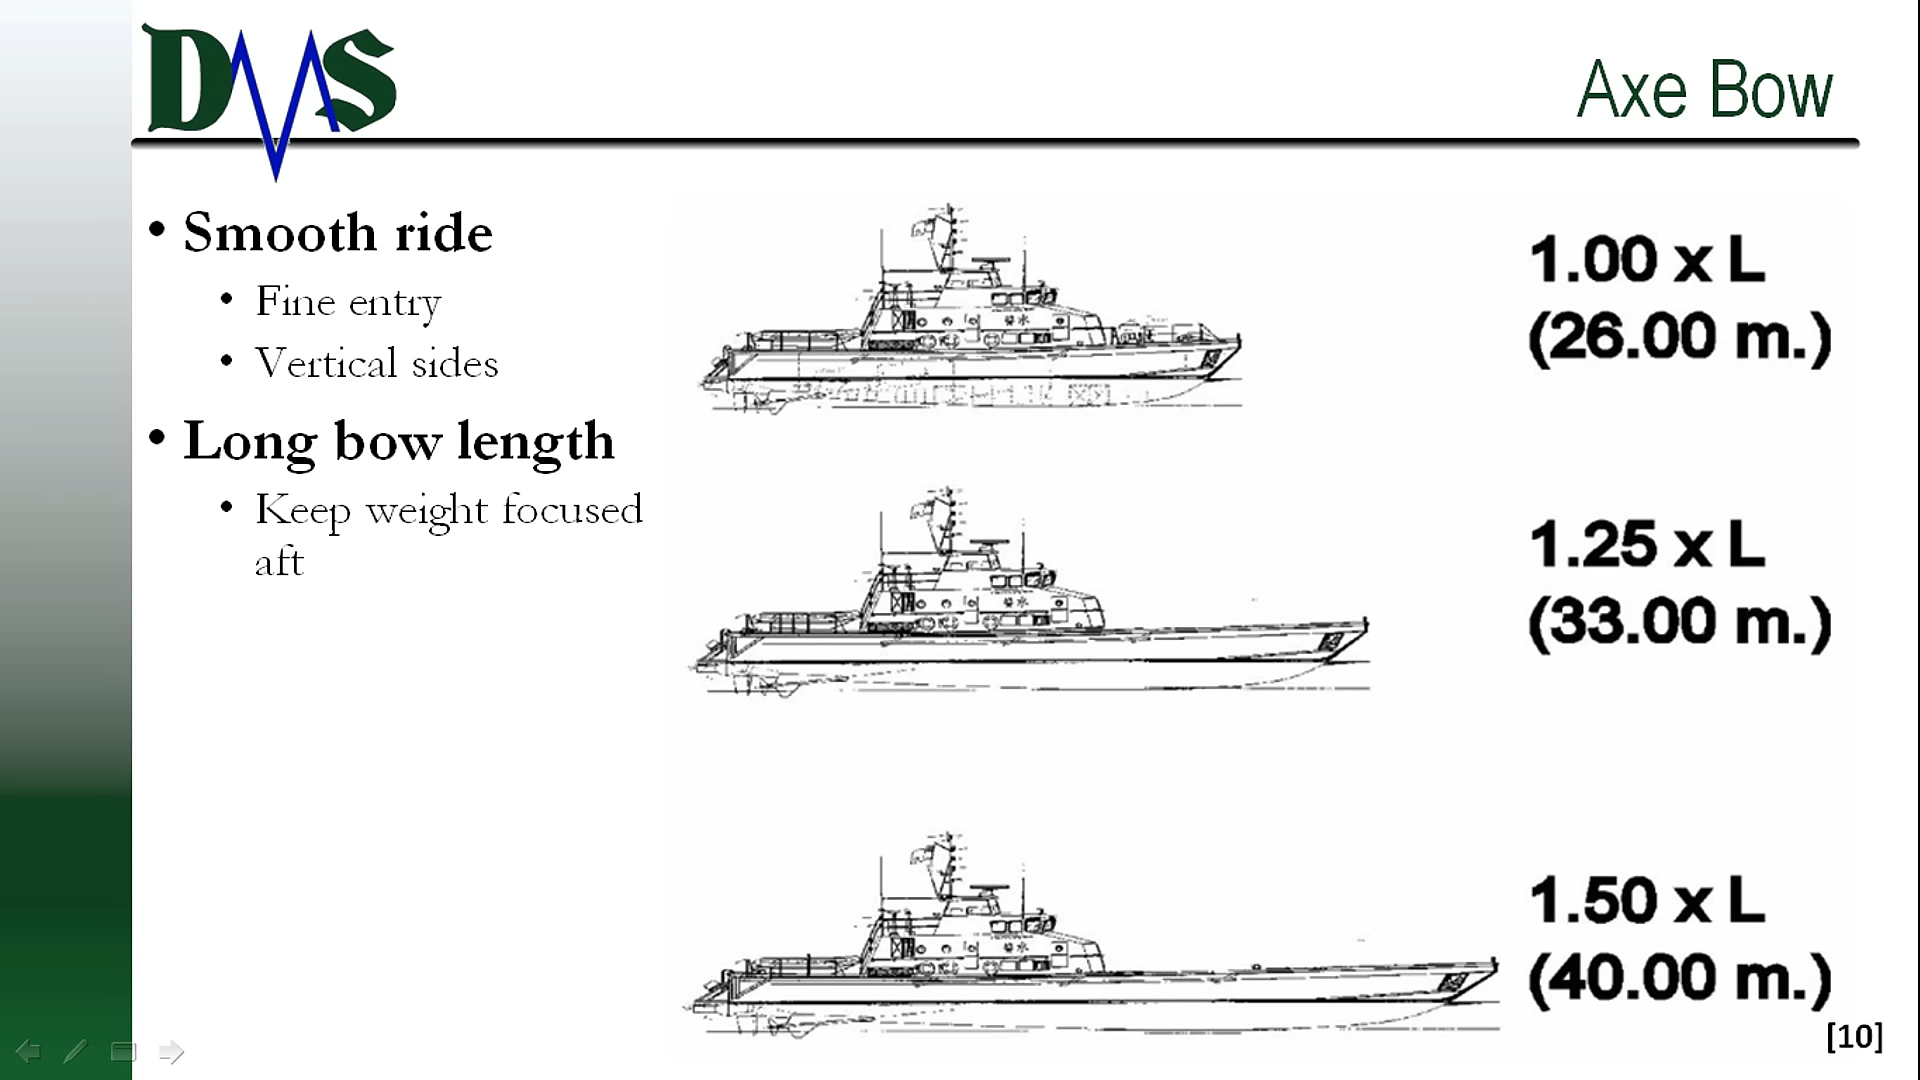 DMS
Axe Bow
• Smooth ride
• Fine entry
• Vertical sides
• Long bow length
• Keep weight focused
aft
1.00 x L
(26.00 m.)
1.25 x L
(33.00 m.)
1.50 x L
(40.00 m.)
[10]